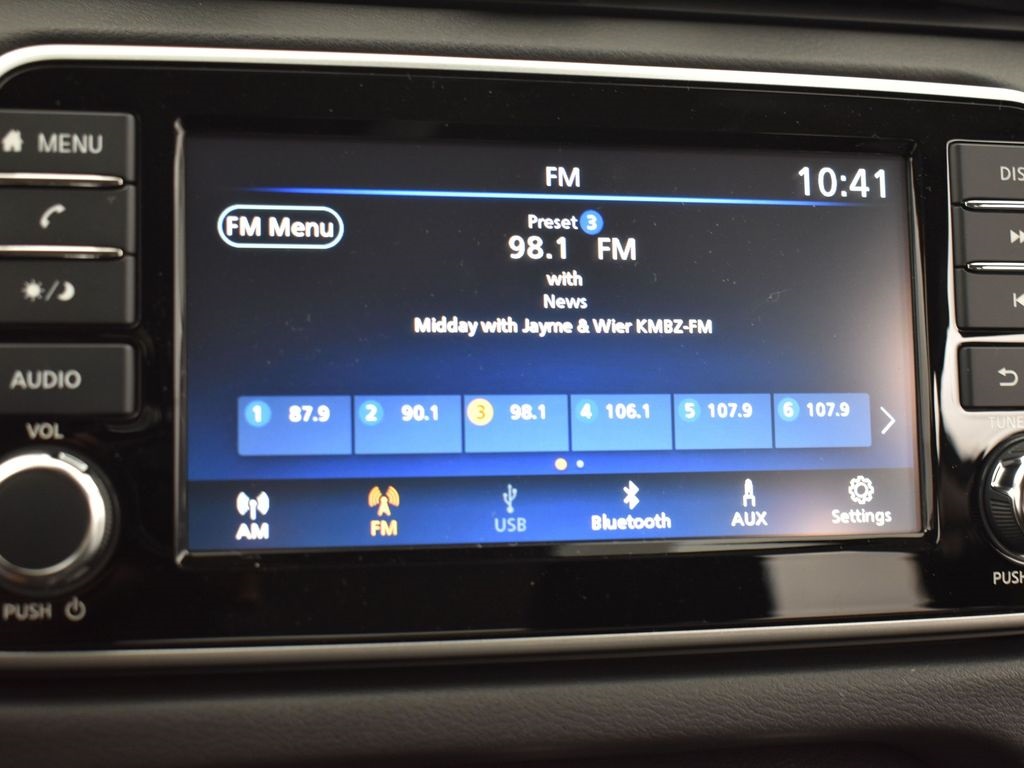 MENU
AUDIO
VOL
PUSH
FM
10:41
FM Menu
Preset 3
98.1 FM
with
News
Midday with Jayme & Wier KMBZ-FM
1 87.9 2 90.1 3 98.1 4 106.1 5 107.9 6 107.9
AM FM USB Bluetooth AUX Settings
DIS
TUNE
PUSH